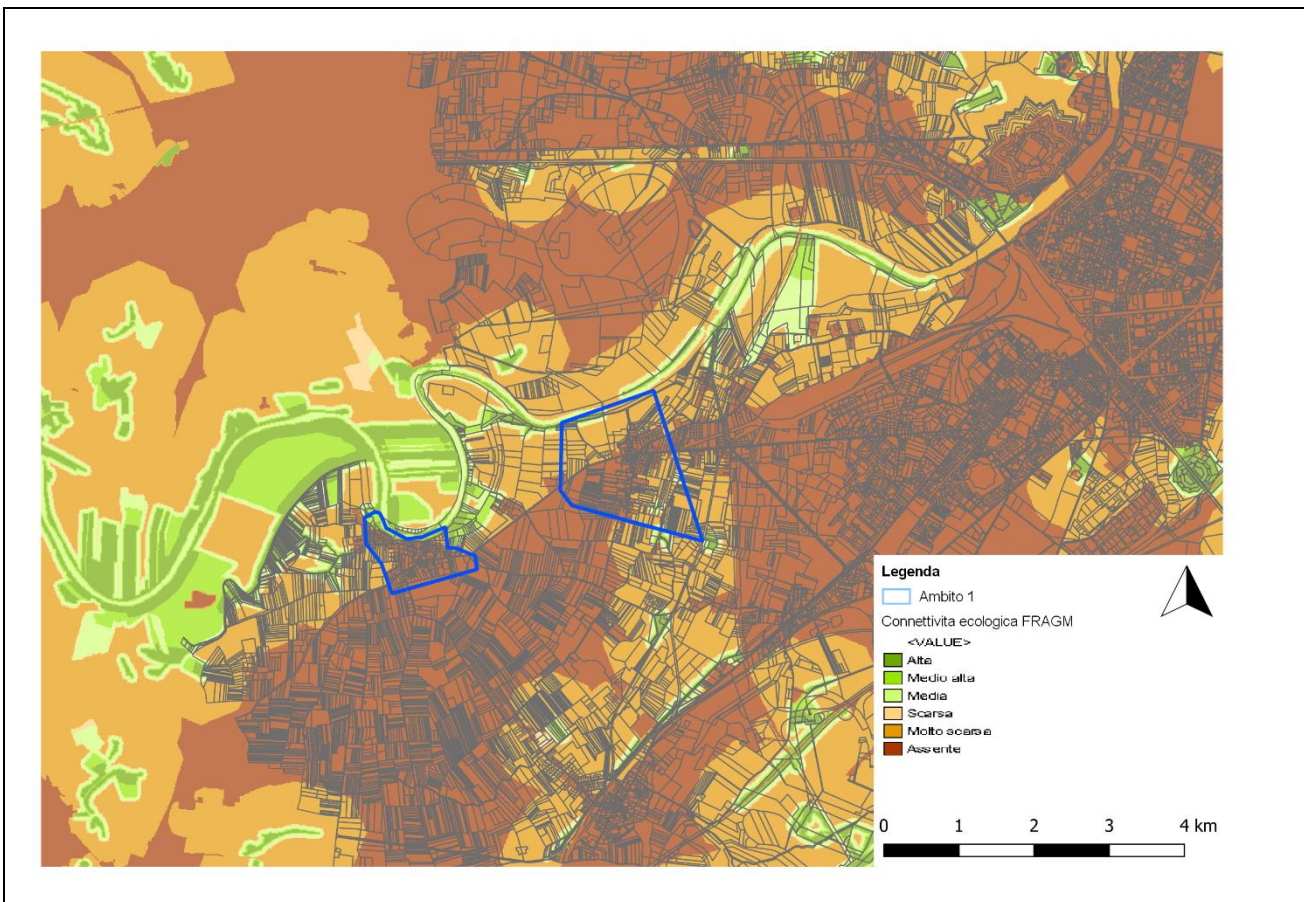 Legenda
Ambito 1
Connettivita ecologica FRAGM
<VALUE>
Alta
Medio alta
Media
Scarsa
Molto scarsa
Assente
0 1 2 3 4 km